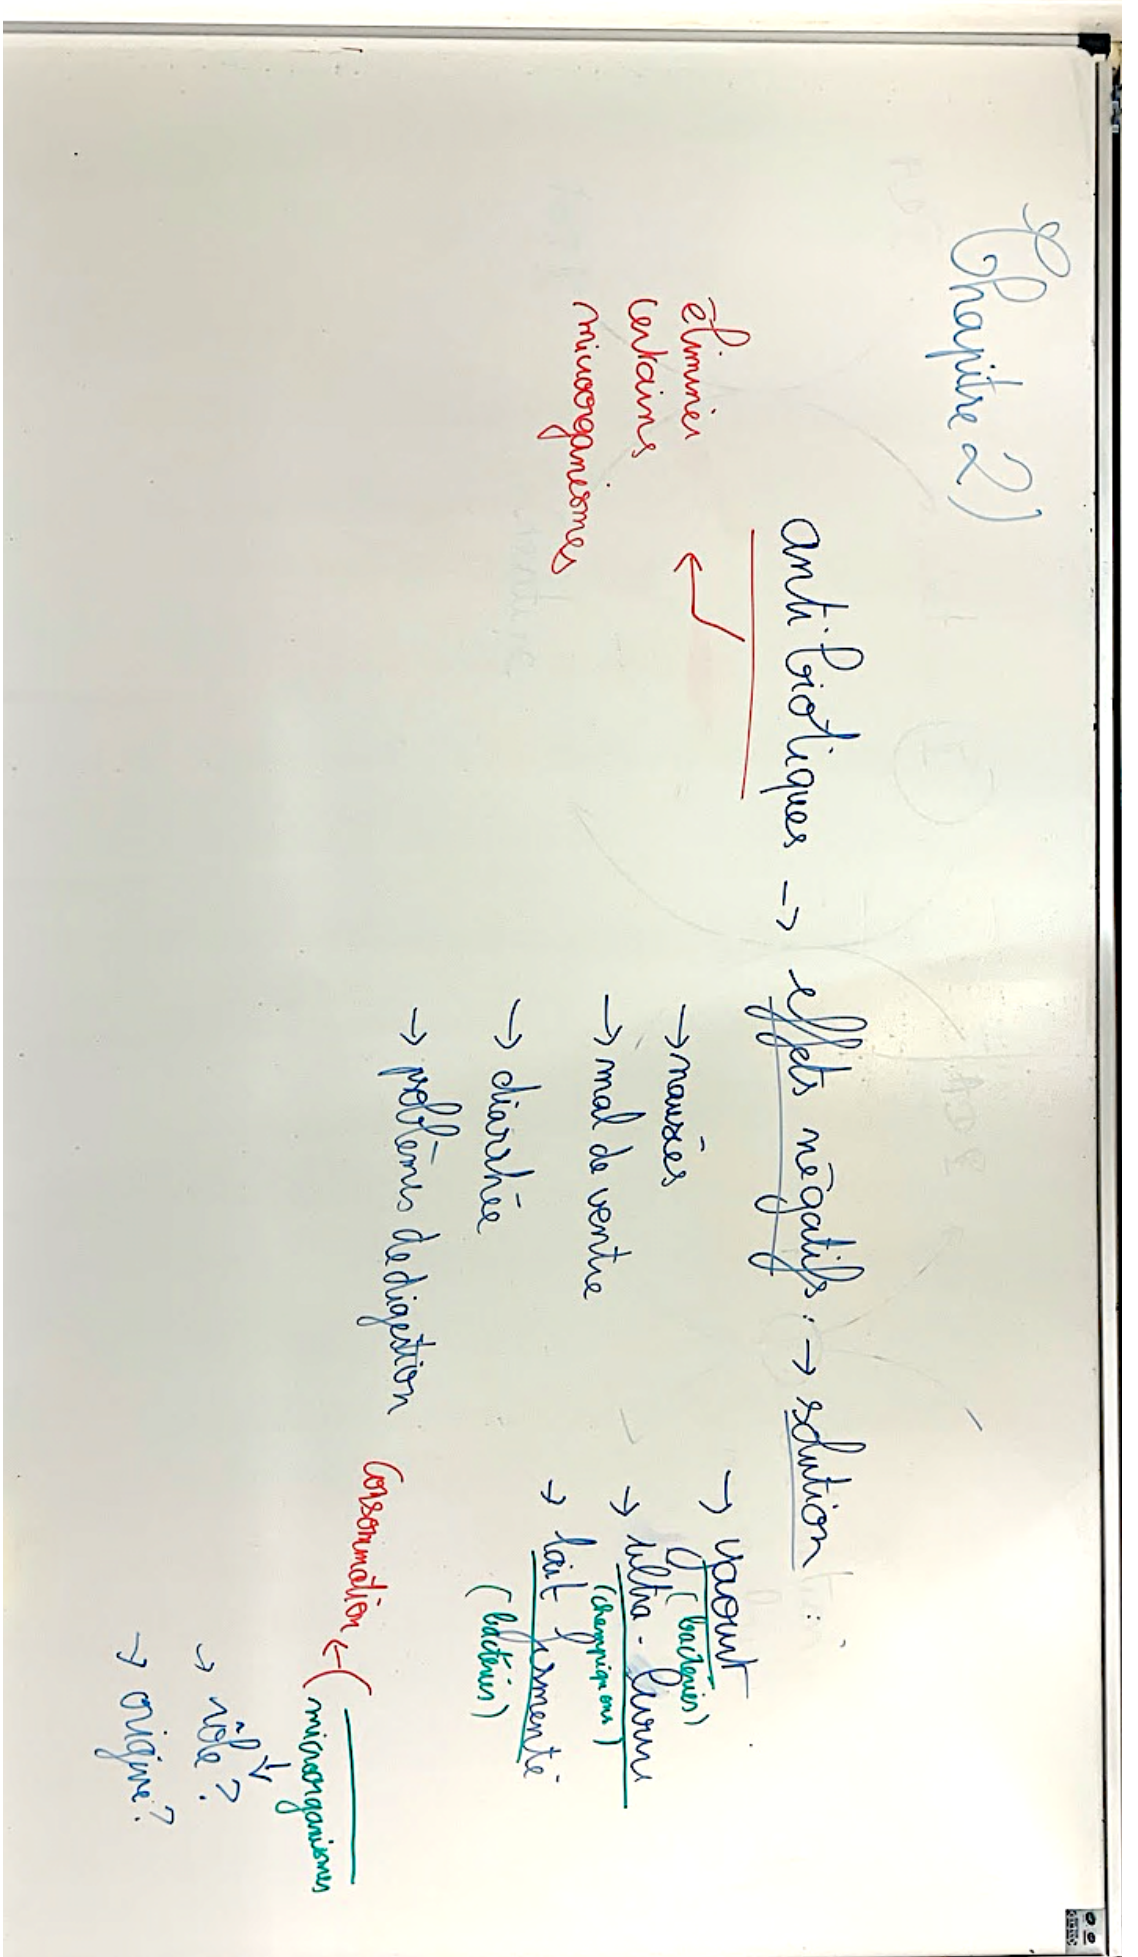 Chapitre 2)
antibiotiques -> effets négatifs : -> solution
éliminer
certains
microorganismes
-> nausées
-> mal de ventre
-> diarrhée
-> problèmes de digestion
-> yaourt
(bactéries)
-> ultra-levure
(champignons)
-> lait fermenté
(bactéries)
Consommation <- (microorganismes
-> rôle ?
-> origine ?